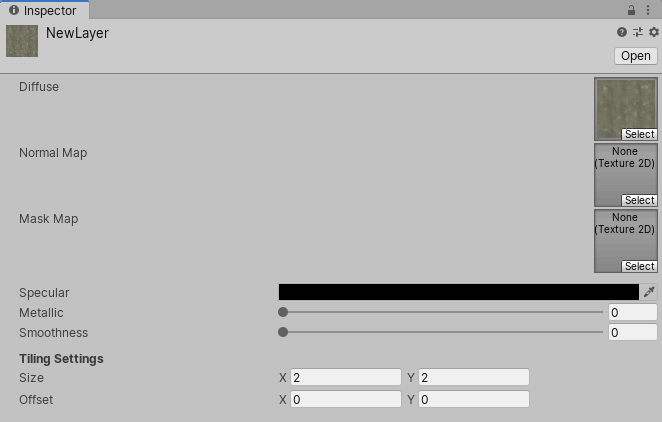 Inspector
NewLayer
Open
Diffuse
Select
Normal Map
None
(Texture 2D)
Select
Mask Map
None
(Texture 2D)
Select
Specular
Metallic 0
Smoothness 0
Tiling Settings
Size X 2 Y 2
Offset X 0 Y 0